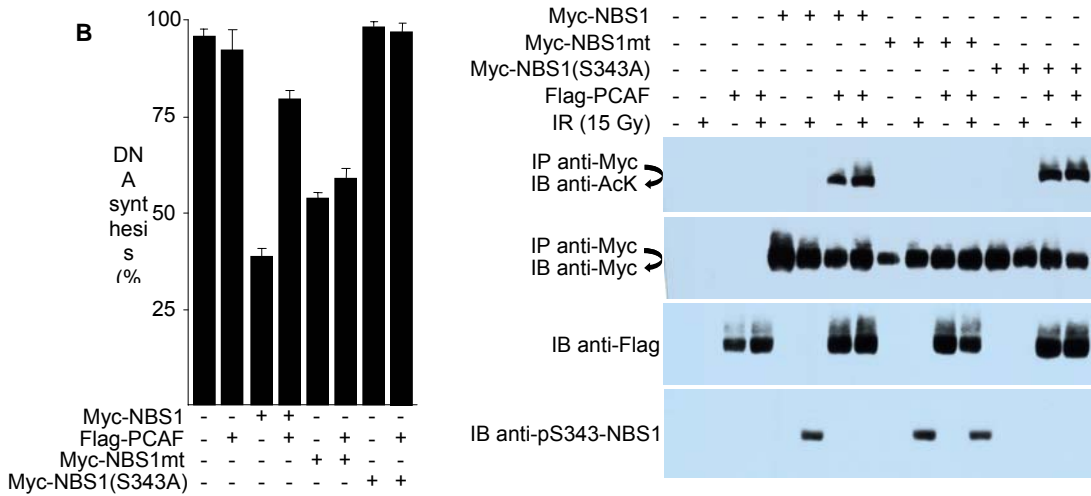 B
100
75
50
25
DN
A
synt
hesi
s
(%
Myc-NBS1 - - + + - - - -
Flag-PCAF - + - + - + - +
Myc-NBS1mt - - - - + + - -
Myc-NBS1(S343A) - - - - - - + +
Myc-NBS1 - - - - + + + + - - - - - - - -
Myc-NBS1mt - - - - - - - - + + + + - - - -
Myc-NBS1(S343A) - - - - - - - - - - - - + + + +
Flag-PCAF - - + + - - + + - - + + - - + +
IR (15 Gy) - + - + - + - + - + - + - + - +
IP anti-Myc
IB anti-AcK
IP anti-Myc
IB anti-Myc
IB anti-Flag
IB anti-pS343-NBS1